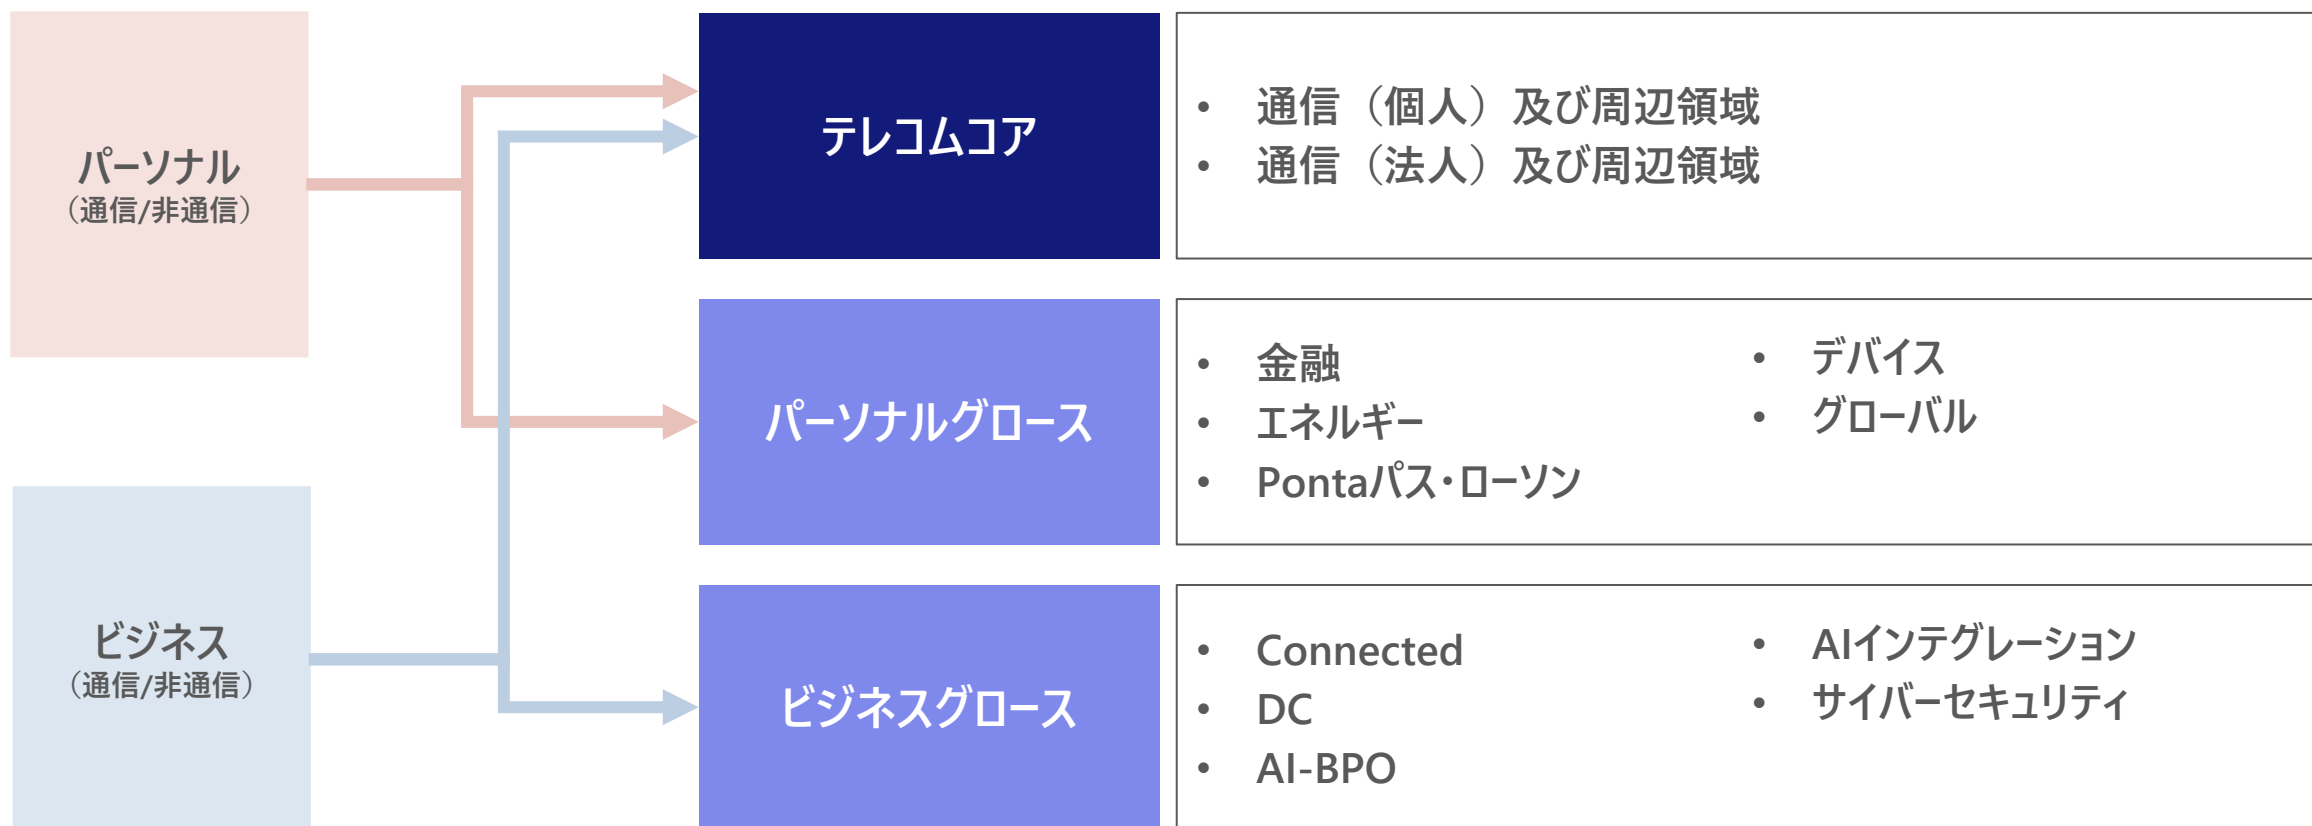 パーソナル
（通信/非通信）
ビジネス
（通信/非通信）
テレコムコア
• 通信（個人）及び周辺領域
• 通信（法人）及び周辺領域
パーソナルグロース
• 金融
• エネルギー
• Pontaパス・ローソン
• デバイス
• グローバル
ビジネスグロース
• Connected
• DC
• AI-BPO
• AIインテグレーション
• サイバーセキュリティ